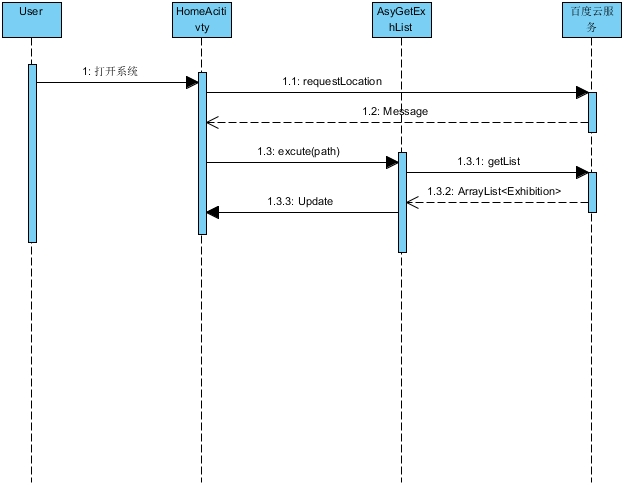 User
HomeAciti
vty
AsyGetEx
hList
百度云服
务
1: 打开系统
1.1: requestLocation
1.2: Message
1.3: excute(path)
1.3.1: getList
1.3.2: ArrayList<Exhibition>
1.3.3: Update